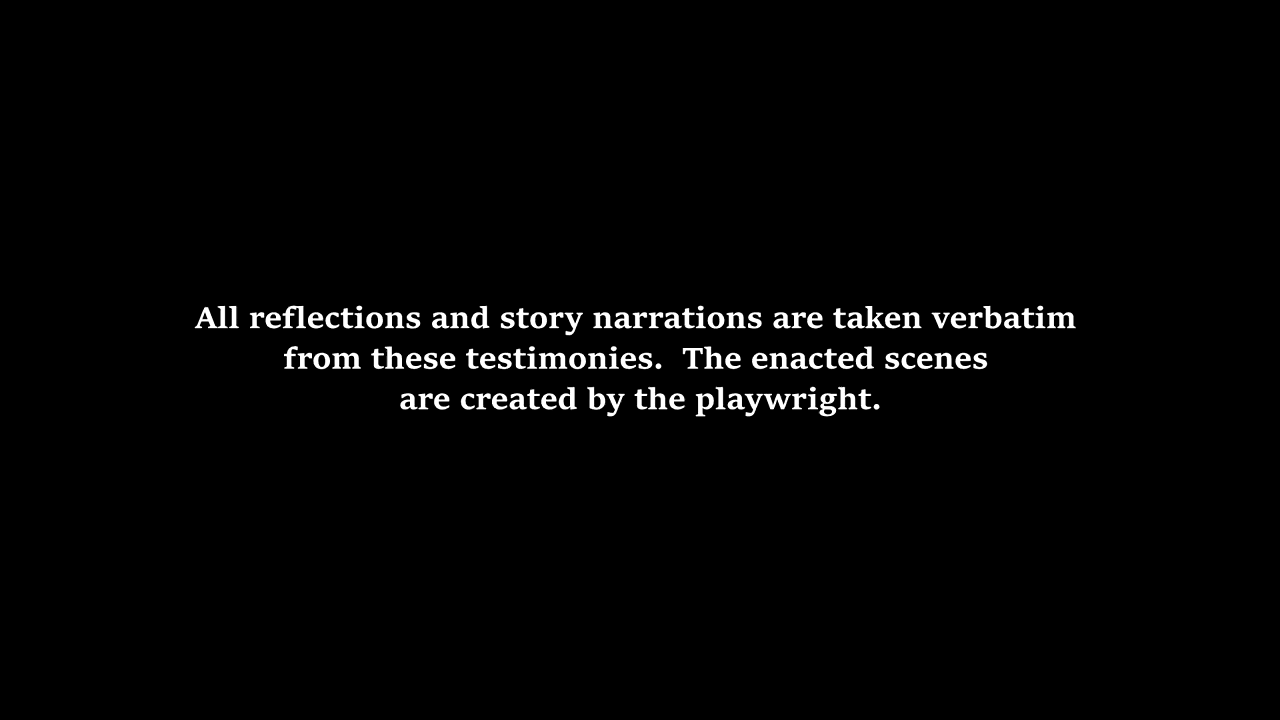 All reflections and story narrations are taken verbatim
from these testimonies.  The enacted scenes
are created by the playwright.